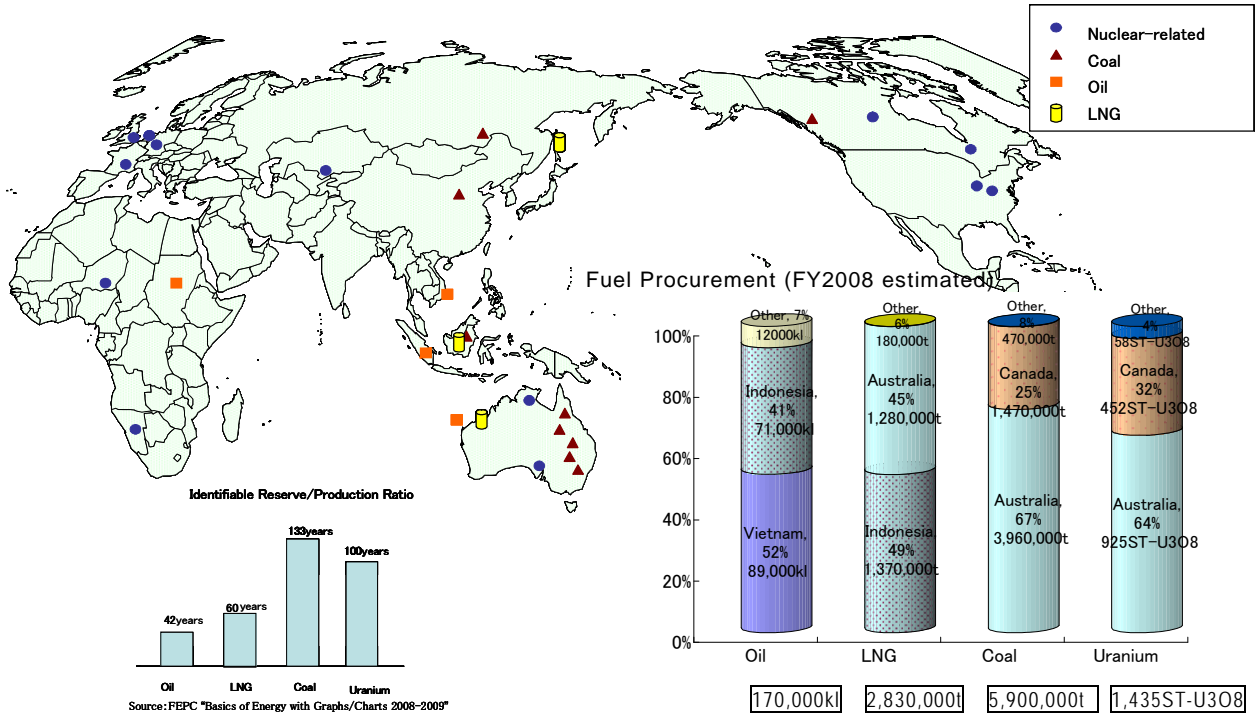 Nuclear-related
Coal
Oil
LNG
Fuel Procurement (FY2008 estimated)
100%
80%
60%
40%
20%
0%
Other, 7%
12000kl
Indonesia,
41%
71,000kl
Vietnam,
52%
89,000kl
Other,
6%
180,000t
Australia,
45%
1,280,000t
Indonesia,
49%
1,370,000t
Other,
8%
470,000t
Canada,
25%
1,470,000t
Australia,
67%
3,960,000t
Other,
4%
58ST-U3O8
Canada,
32%
452ST-U3O8
Australia,
64%
925ST-U3O8
Oil
LNG
Coal
Uranium
170,000kl
2,830,000t
5,900,000t
1,435ST-U3O8
Identifiable Reserve/Production Ratio
42years
60years
133years
100years
Oil
LNG
Coal
Uranium
Source:FEPC "Basics of Energy with Graphs/Charts 2008-2009"